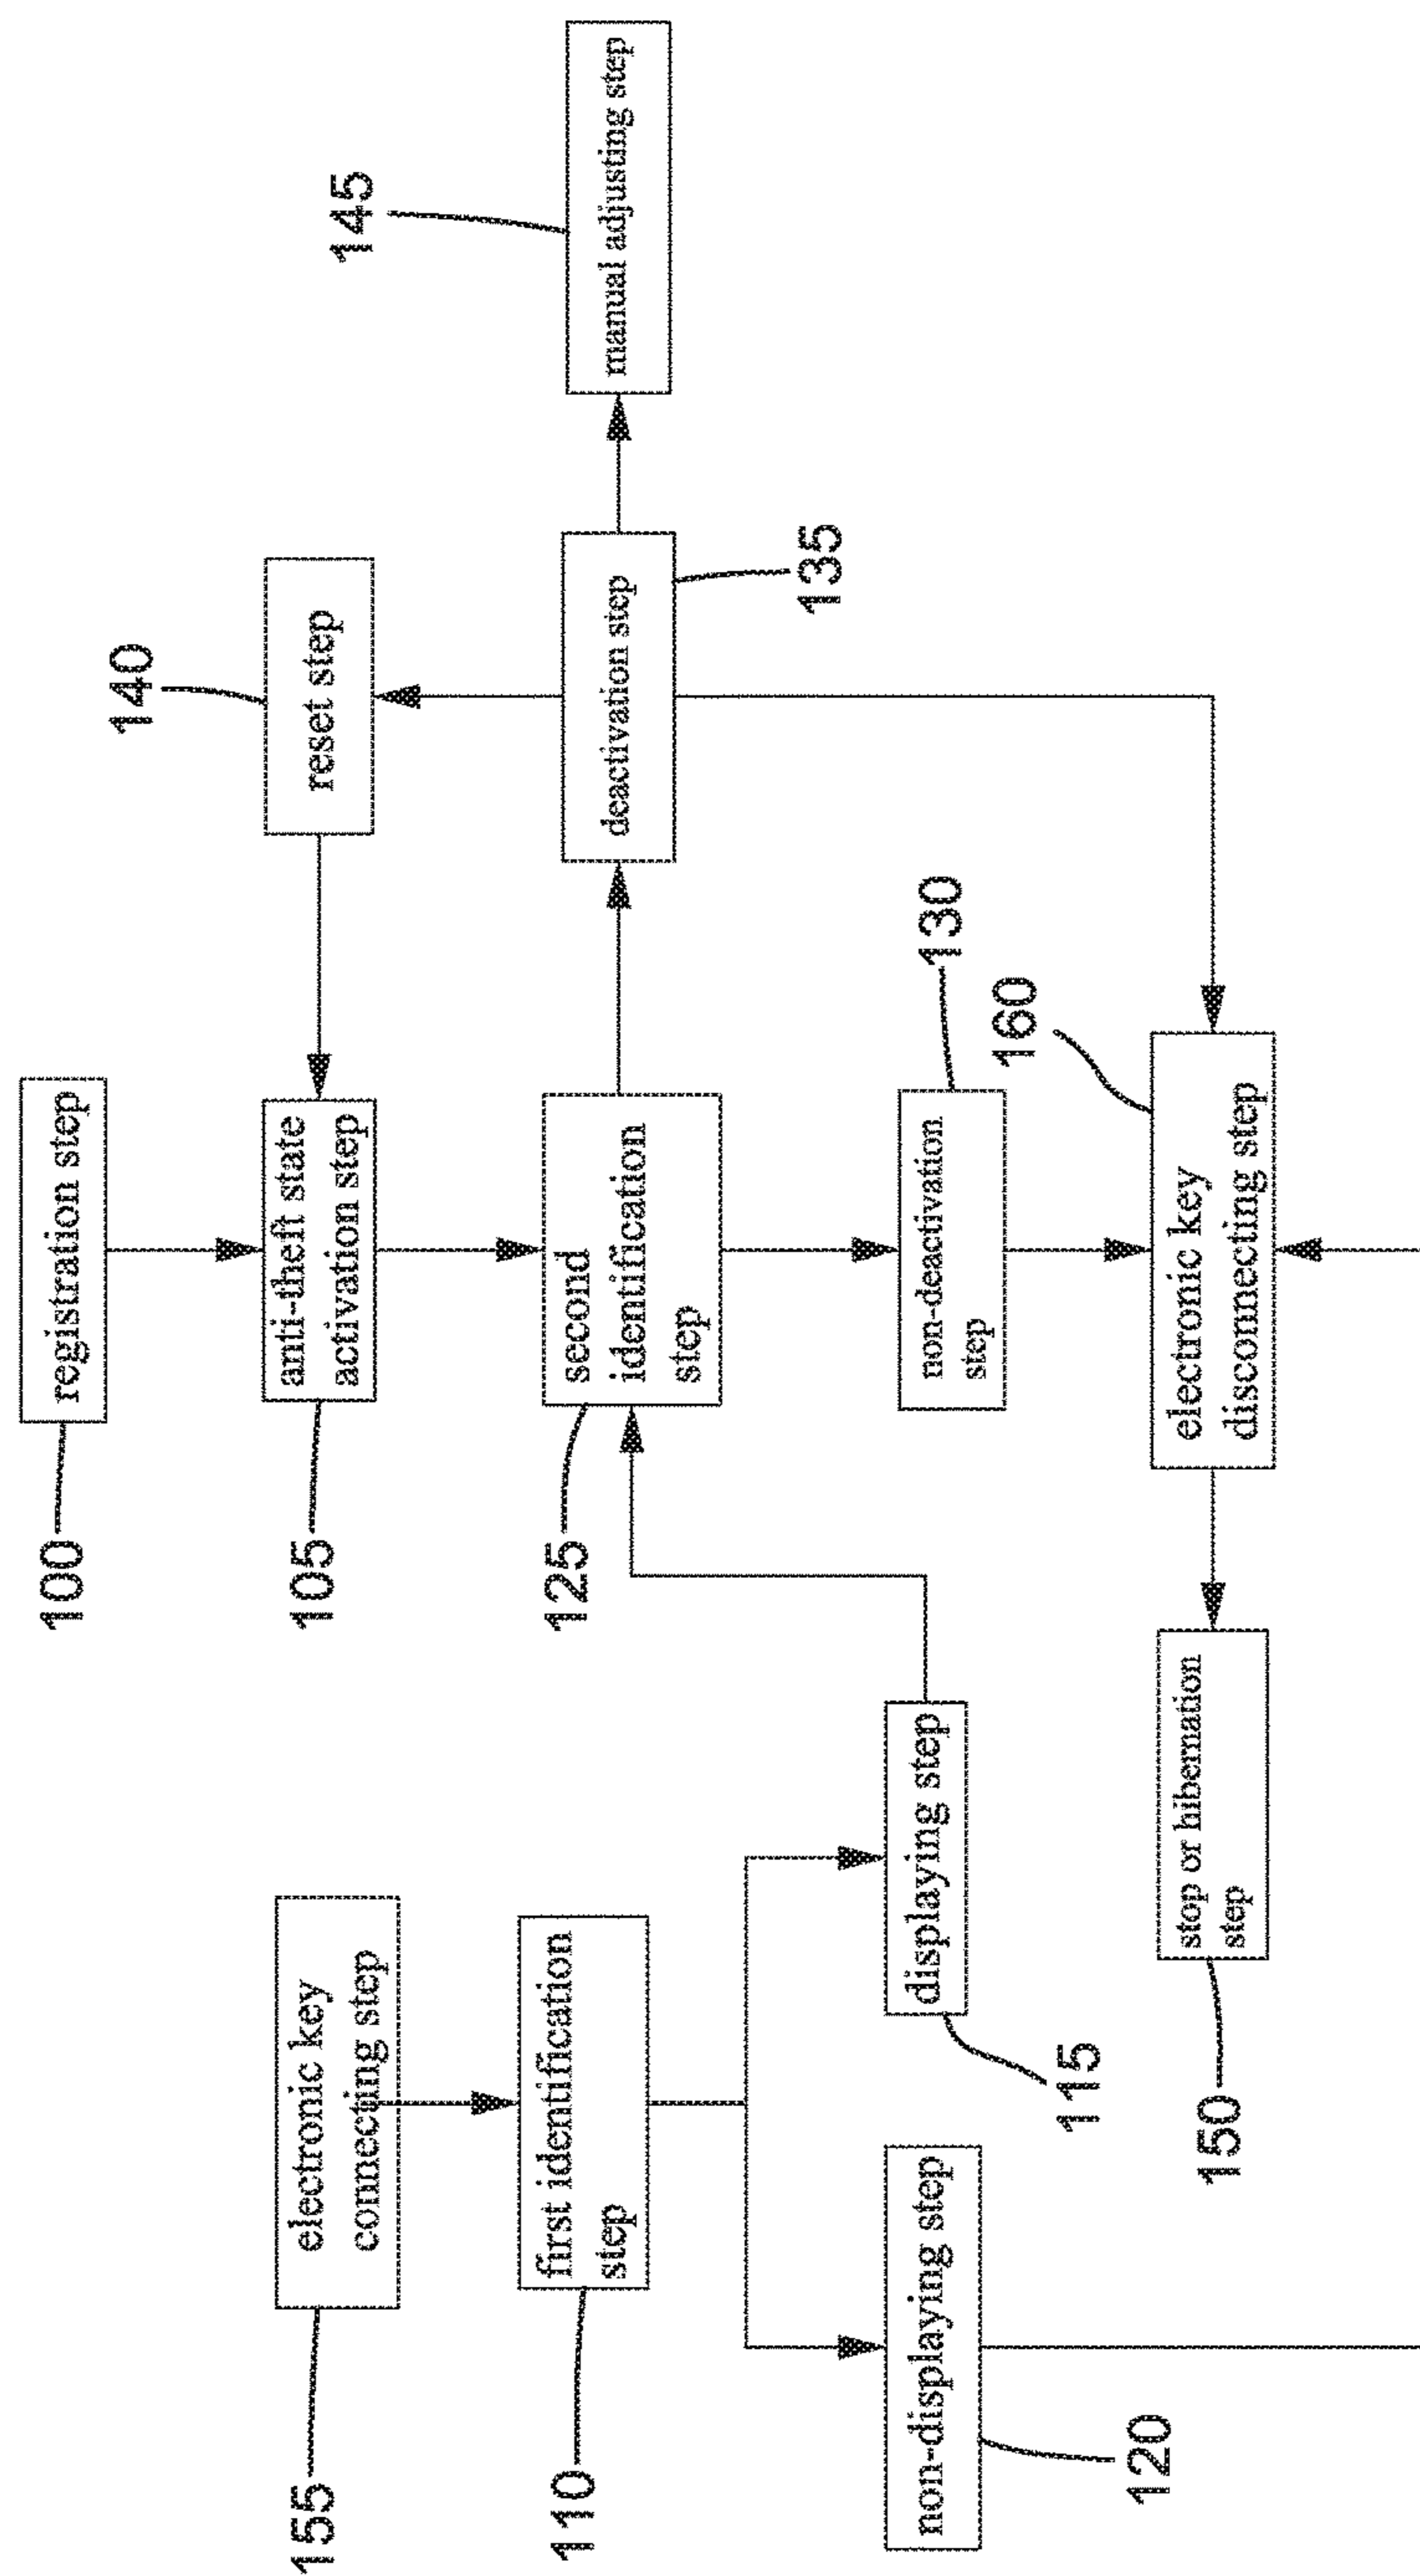 100
registration step
140
155
electronic key
connecting step
105
anti-theft state
activation step
reset step
145
110
first identification
step
125
second
identification
step
deactivation step
manual adjusting step
135
non-displaying step
displaying step
non-deactivation
step
130
160
115
120
150
stop or hibernation
step
electronic key
disconnecting step